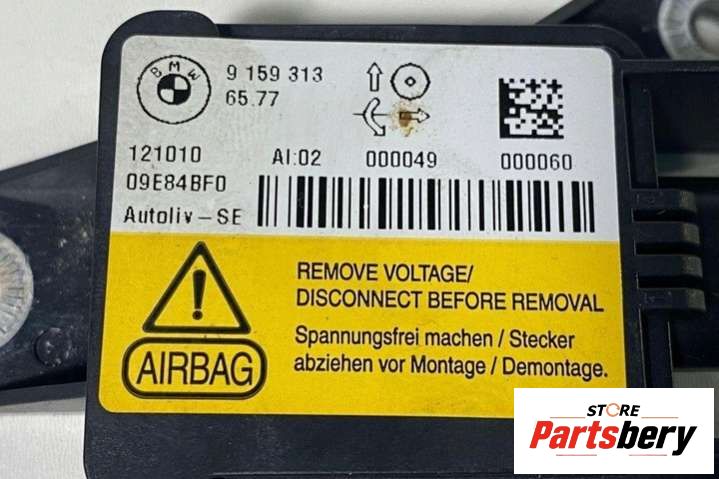 BMW
9 159 313
65.77
121010 AI:02 000049 000060
09E84BF0
Autoliv-SE
REMOVE VOLTAGE/
DISCONNECT BEFORE REMOVAL
Spannungsfrei machen / Stecker
abziehen vor Montage / Demontage.
AIRBAG
STORE
Partsbery